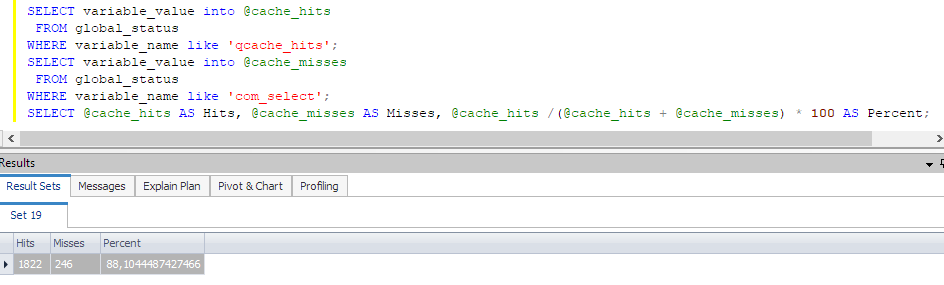 SELECT variable_value into @cache_hits
FROM global_status
WHERE variable_name like 'qcache_hits';
SELECT variable_value into @cache_misses
FROM global_status
WHERE variable_name like 'com_select';
SELECT @cache_hits AS Hits, @cache_misses AS Misses, @cache_hits /(@cache_hits + @cache_misses) * 100 AS Percent;
Results
Result Sets Messages Explain Plan Pivot & Chart Profiling
Set 19
Hits Misses Percent
1822 246 88,1044487427466